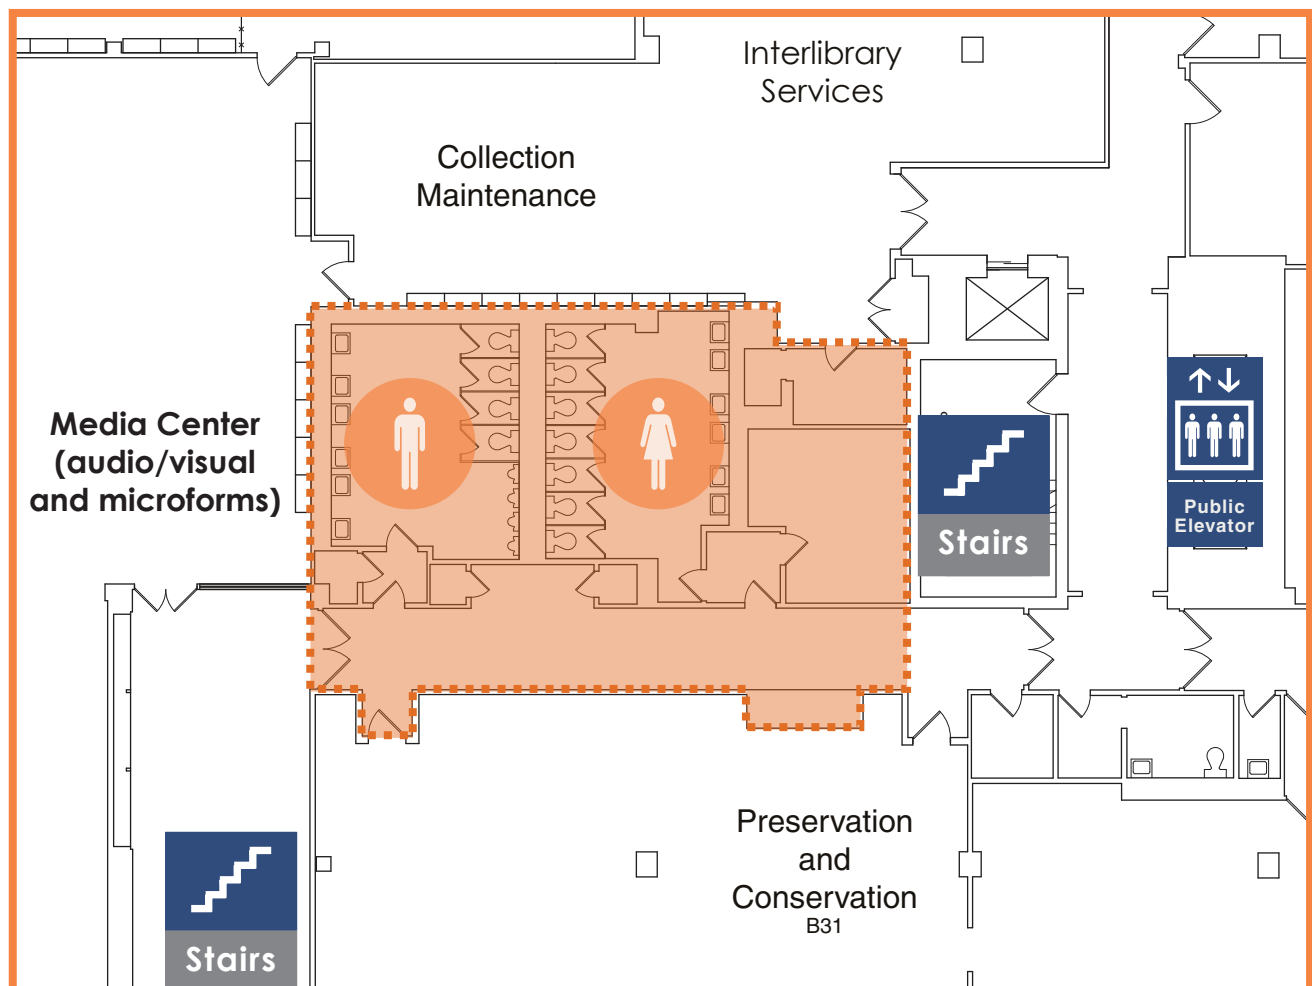 Interlibrary
Services
Collection
Maintenance
Media Center
(audio/visual
and microforms)
Stairs
Public
Elevator
Preservation
and
Conservation
B31
Stairs